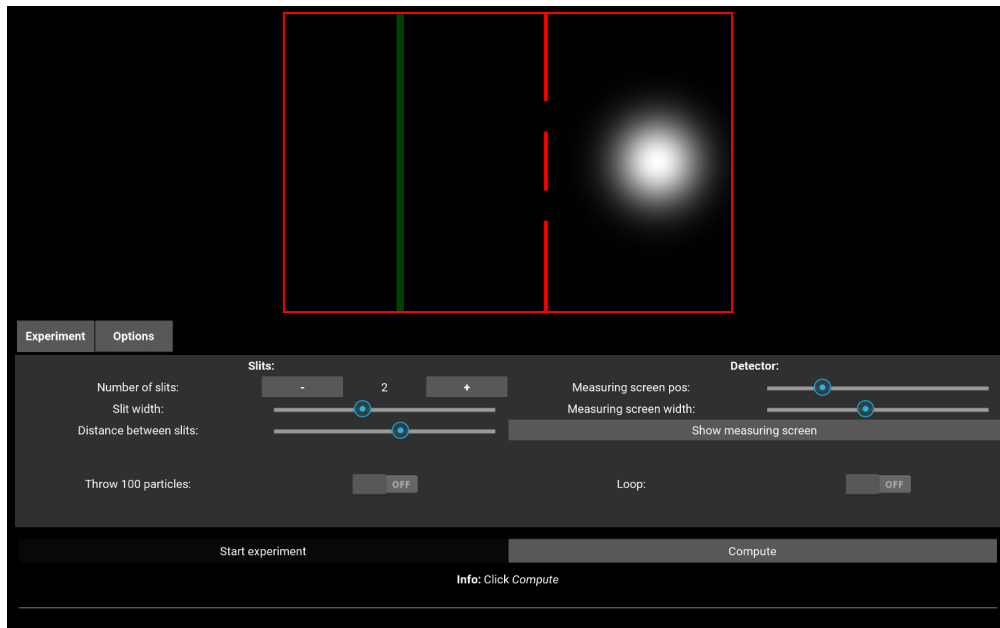 Experiment Options
Slits: Detector:
Number of slits: - 2 + Measuring screen pos:
Slit width: Measuring screen width:
Distance between slits: Show measuring screen
Throw 100 particles: OFF Loop: OFF
Start experiment Compute
Info: Click Compute